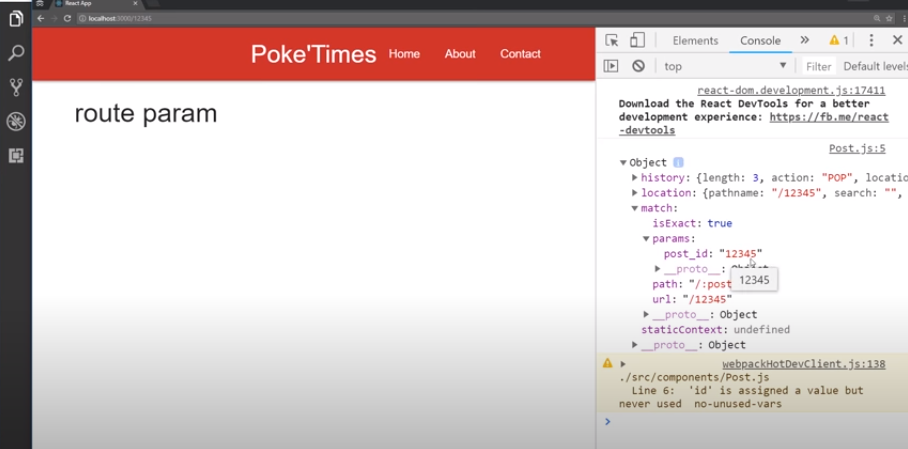 React App
localhost:3000/12345
Poke'Times Home About Contact
route param
Elements Console » 1
top Filter Default levels
react-dom.development.js:17411
Download the React DevTools for a better
development experience: https://fb.me/react
-devtools
Post.js:5
Object
history: {length: 3, action: "POP", locatio
location: {pathname: "/12345", search: "",
match:
isExact: true
params:
post_id: "12345"
__proto__: Object
12345
path: "/:post
url: "/12345"
__proto__: Object
staticContext: undefined
__proto__: Object
webpackHotDevClient.js:138
./src/components/Post.js
Line 6: 'id' is assigned a value but
never used no-unused-vars